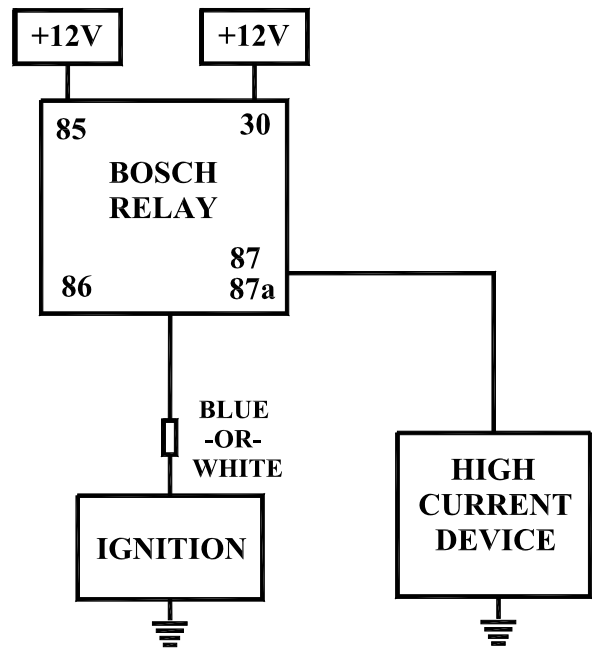 +12V
+12V
85
30
BOSCH
RELAY
87
86
87a
BLUE
-OR-
WHITE
IGNITION
HIGH
CURRENT
DEVICE